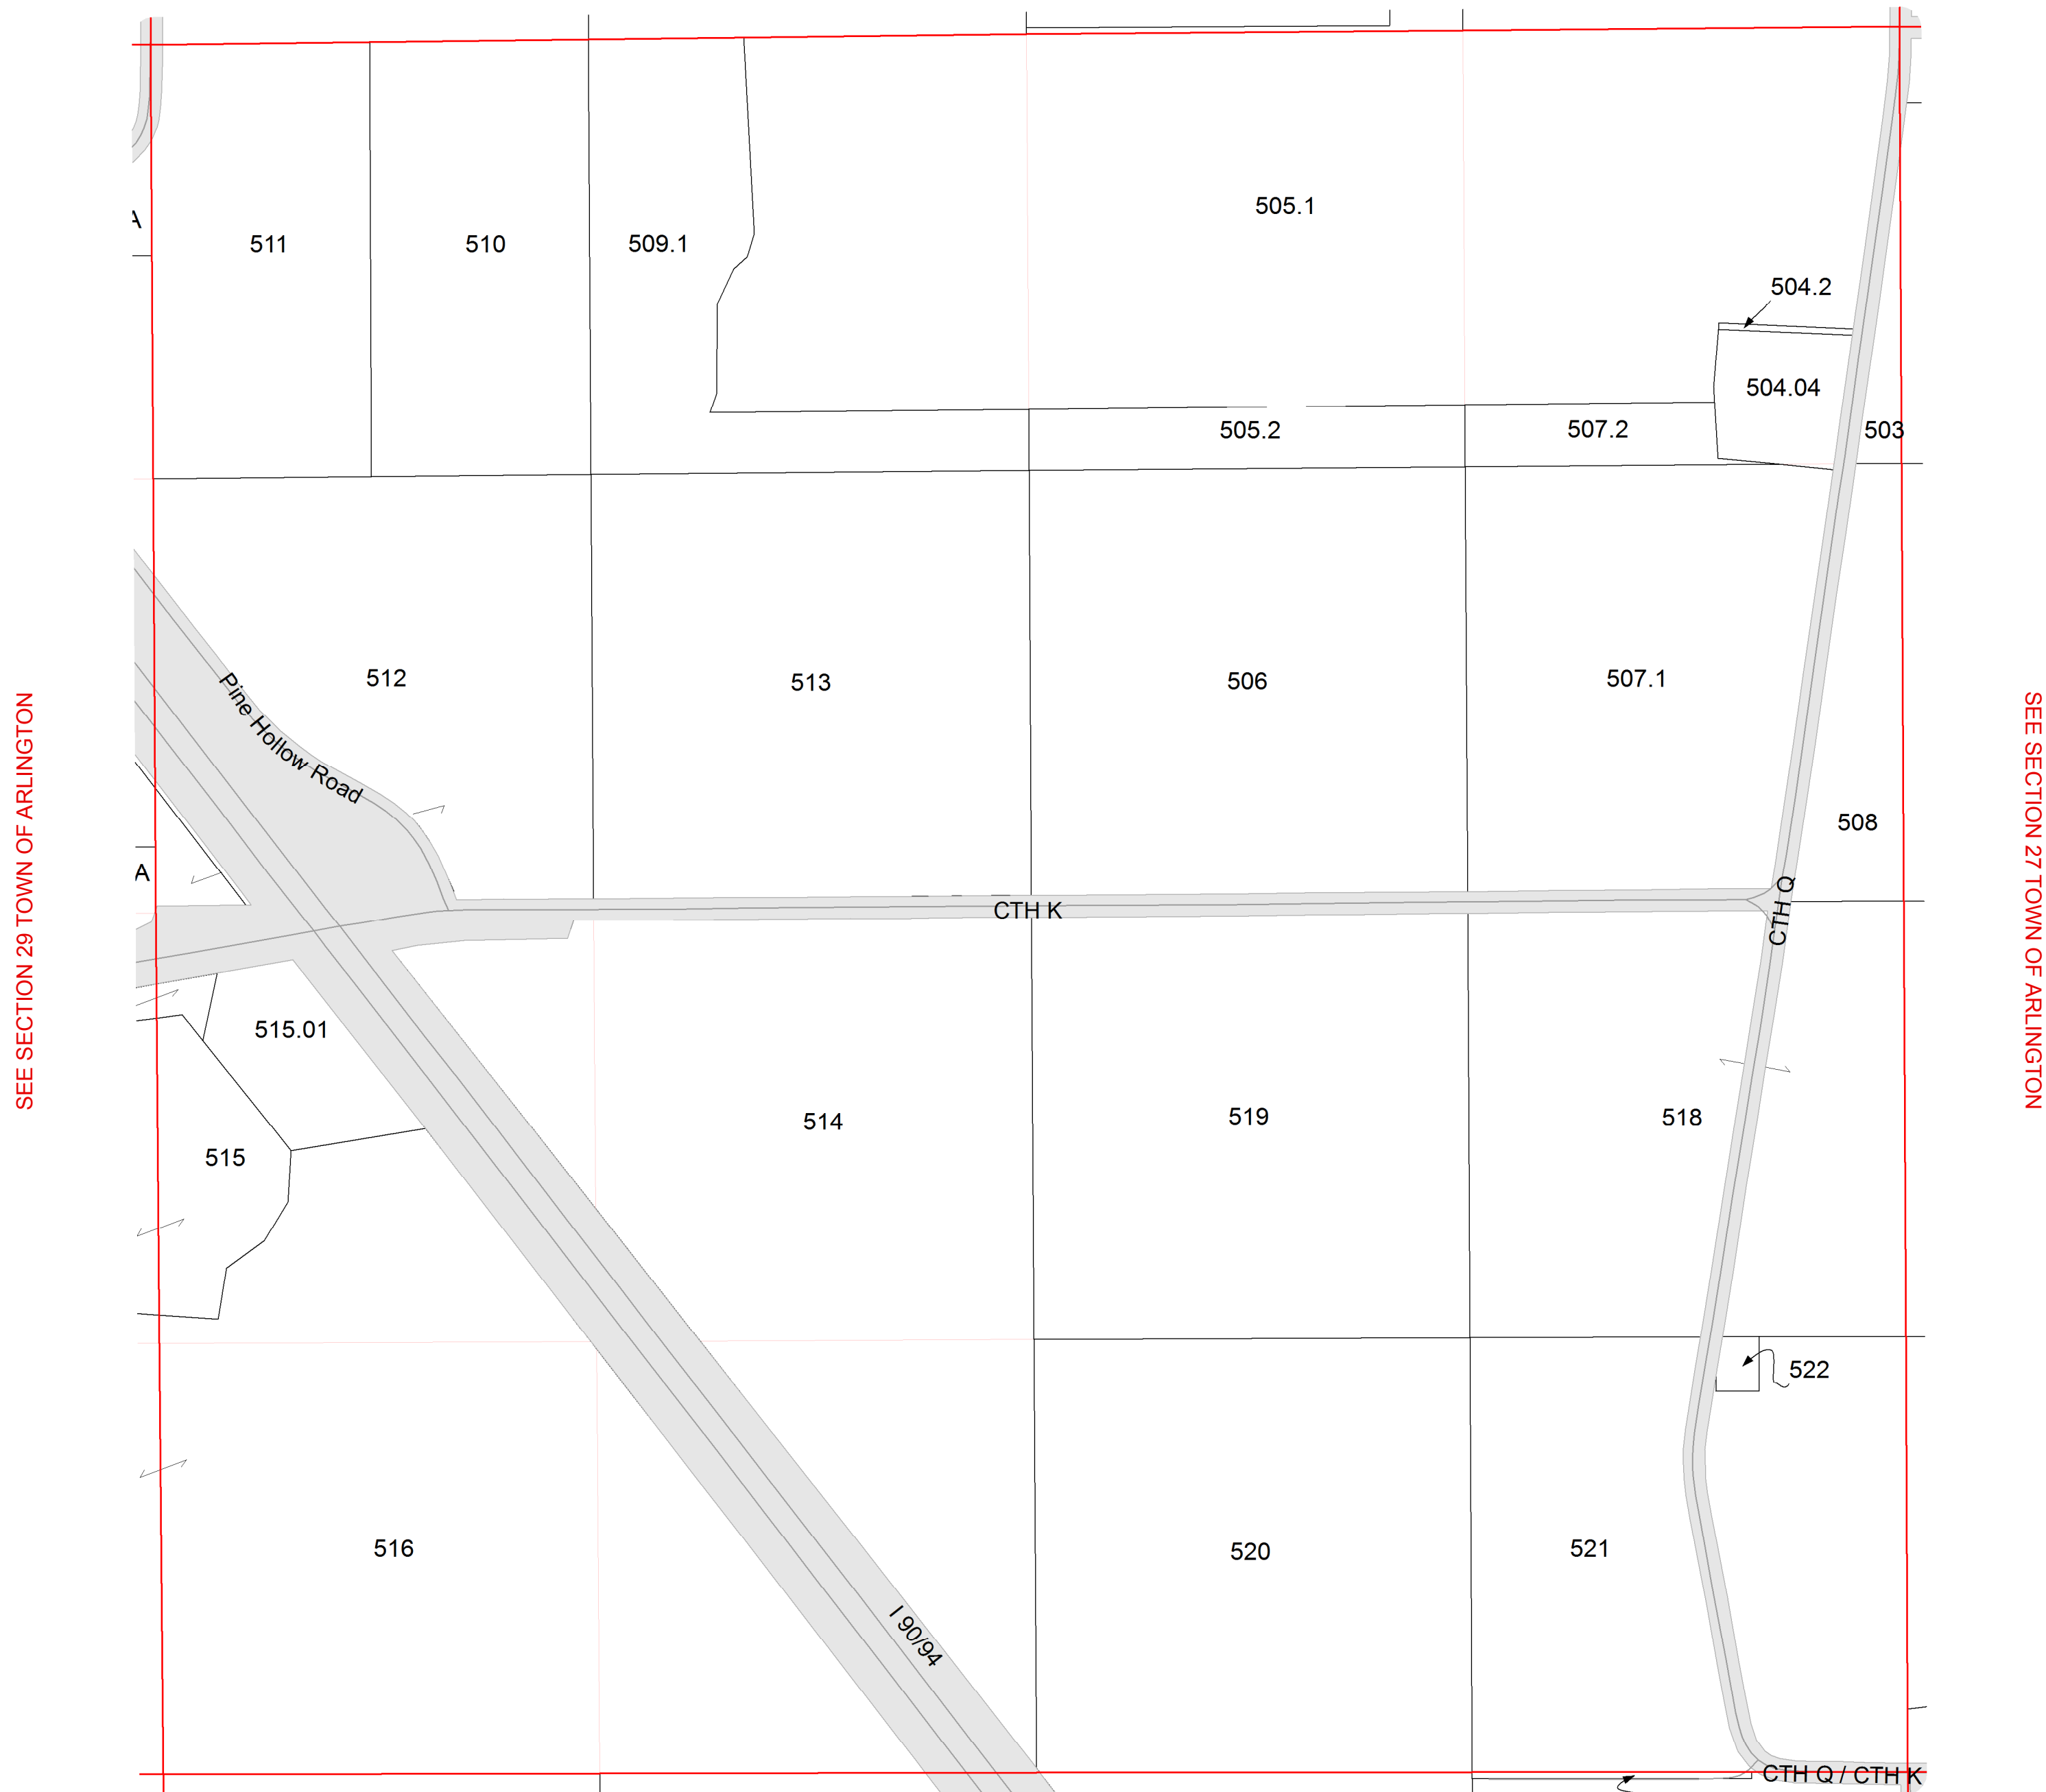 505.1
A
511
510
509.1
504.2
504.04
505.2
507.2
503
512
513
506
507.1
Pine Hollow Road
508
A
CTH K
CTH Q
SEE SECTION 29 TOWN OF ARLINGTON
SEE SECTION 27 TOWN OF ARLINGTON
515.01
514
519
518
515
522
516
520
521
I 90/94
CTH Q / CTH K